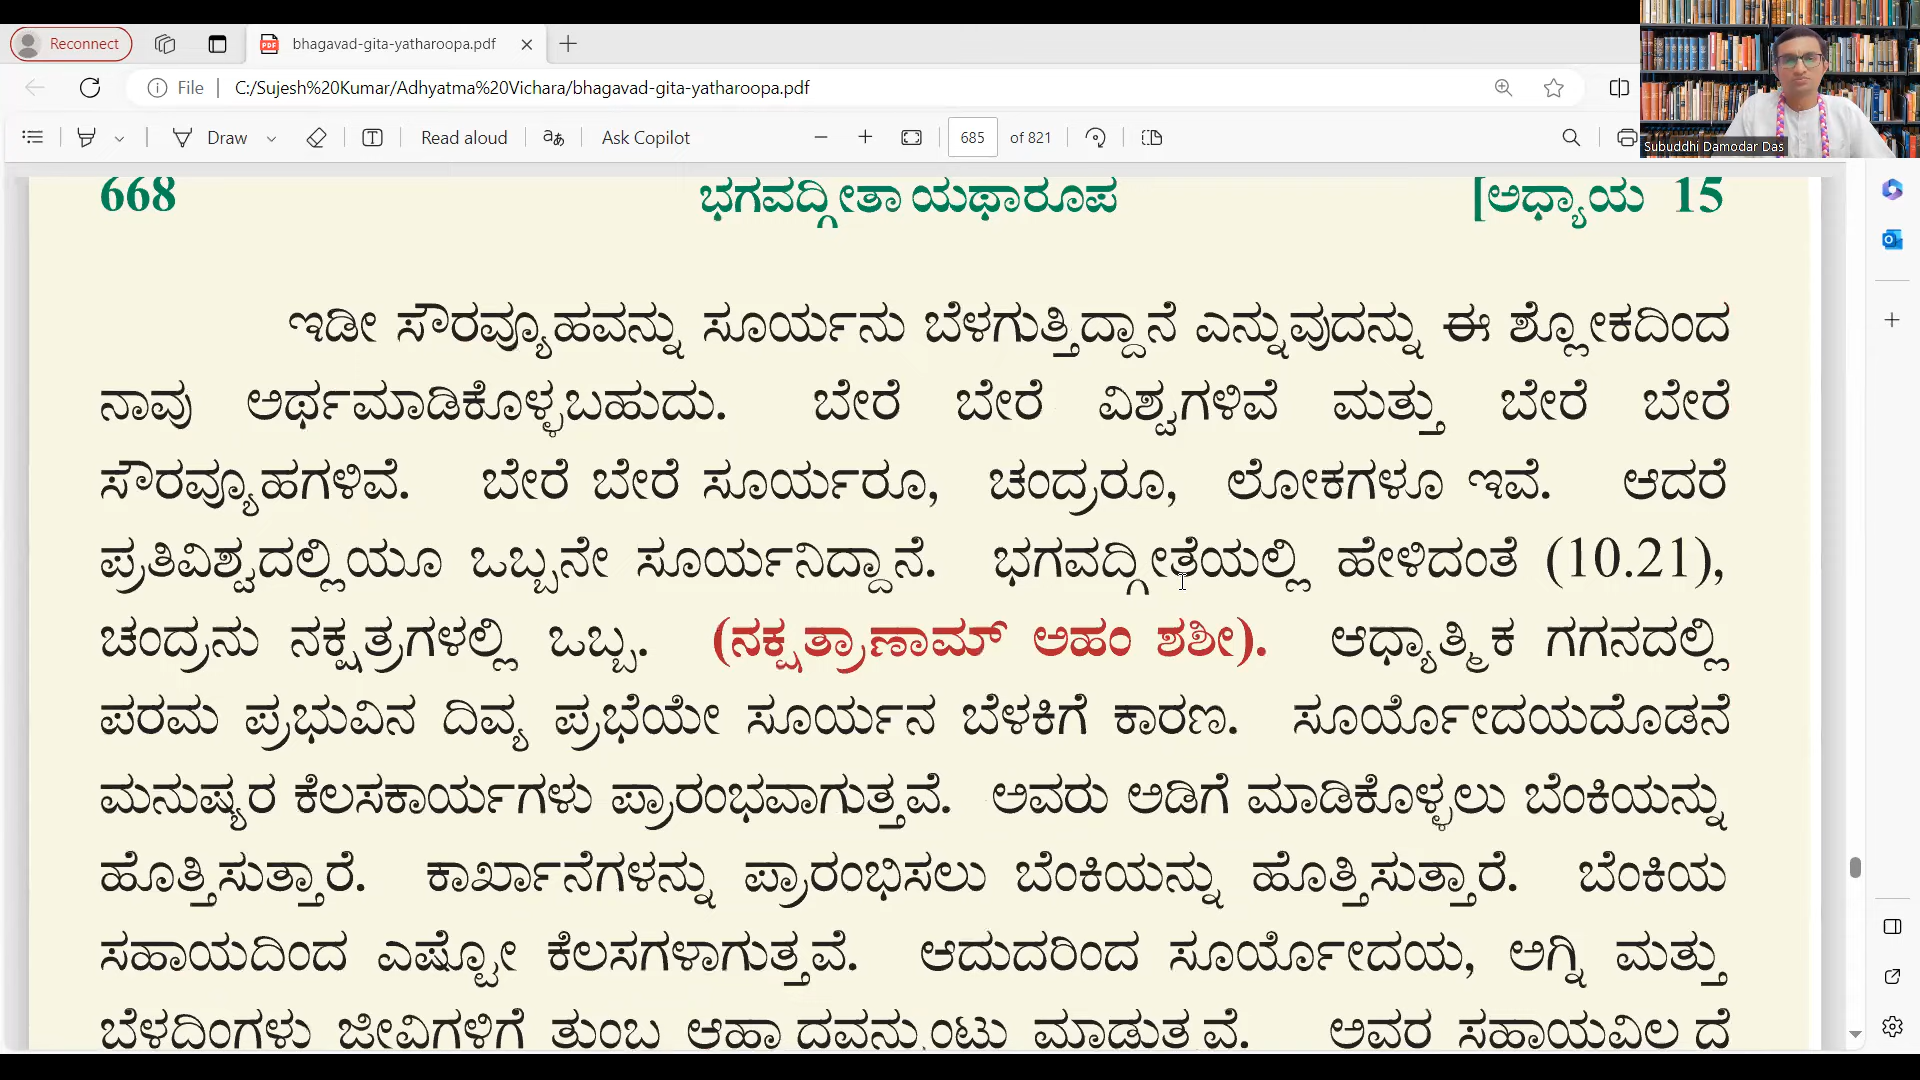 Reconnect
bhagavad-gita-yatharoopa.pdf
File
C:/Sujesh%20Kumar/Adhyatma%20Vichara/bhagavad-gita-yatharoopa.pdf
Draw
Read aloud
Ask Copilot
685 of 821
Subuddhi Damodar Das
668 ಭಗವದ್ಗೀತಾ ಯಥಾರೂಪ [ಅಧ್ಯಾಯ 15
ಇಡೀ ಸೌರವ್ಯೂಹವನ್ನು ಸೂರ್ಯನು ಬೆಳಗುತ್ತಿದ್ದಾನೆ ಎನ್ನುವುದನ್ನು ಈ ಶ್ಲೋಕದಿಂದ
ನಾವು ಅರ್ಥಮಾಡಿಕೊಳ್ಳಬಹುದು. ಬೇರೆ ಬೇರೆ ವಿಶ್ವಗಳಿವೆ ಮತ್ತು ಬೇರೆ ಬೇರೆ
ಸೌರವ್ಯೂಹಗಳಿವೆ. ಬೇರೆ ಬೇರೆ ಸೂರ್ಯರೂ, ಚಂದ್ರರೂ, ಲೋಕಗಳೂ ಇವೆ. ಆದರೆ
ಪ್ರತಿವಿಶ್ವದಲ್ಲಿಯೂ ಒಬ್ಬನೇ ಸೂರ್ಯನಿದ್ದಾನೆ. ಭಗವದ್ಗೀತೆಯಲ್ಲಿ ಹೇಳಿದಂತೆ (10.21),
ಚಂದ್ರನು ನಕ್ಷತ್ರಗಳಲ್ಲಿ ಒಬ್ಬ. (ನಕ್ಷತ್ರಾಣಾಮ್ ಅಹಂ ಶಶೀ). ಆಧ್ಯಾತ್ಮಿಕ ಗಗನದಲ್ಲಿ
ಪರಮ ಪ್ರಭುವಿನ ದಿವ್ಯ ಪ್ರಭೆಯೇ ಸೂರ್ಯನ ಬೆಳಕಿಗೆ ಕಾರಣ. ಸೂರ್ಯೋದಯದೊಡನೆ
ಮನುಷ್ಯರ ಕೆಲಸಕಾರ್ಯಗಳು ಪ್ರಾರಂಭವಾಗುತ್ತವೆ. ಅವರು ಅಡಿಗೆ ಮಾಡಿಕೊಳ್ಳಲು ಬೆಂಕಿಯನ್ನು
ಹೊತ್ತಿಸುತ್ತಾರೆ. ಕಾರ್ಖಾನೆಗಳನ್ನು ಪ್ರಾರಂಭಿಸಲು ಬೆಂಕಿಯನ್ನು ಹೊತ್ತಿಸುತ್ತಾರೆ. ಬೆಂಕಿಯ
ಸಹಾಯದಿಂದ ಎಷ್ಟೋ ಕೆಲಸಗಳಾಗುತ್ತವೆ. ಆದುದರಿಂದ ಸೂರ್ಯೋದಯ, ಅಗ್ನಿ ಮತ್ತು
ಬೆಳದಿಂಗಳು ಜೀವಿಗಳಿಗೆ ತುಂಬ ಆಹ್ಲಾದವನ್ನುಂಟು ಮಾಡುತ್ತವೆ. ಅವರ ಸಹಾಯವಿಲ್ಲದೆ